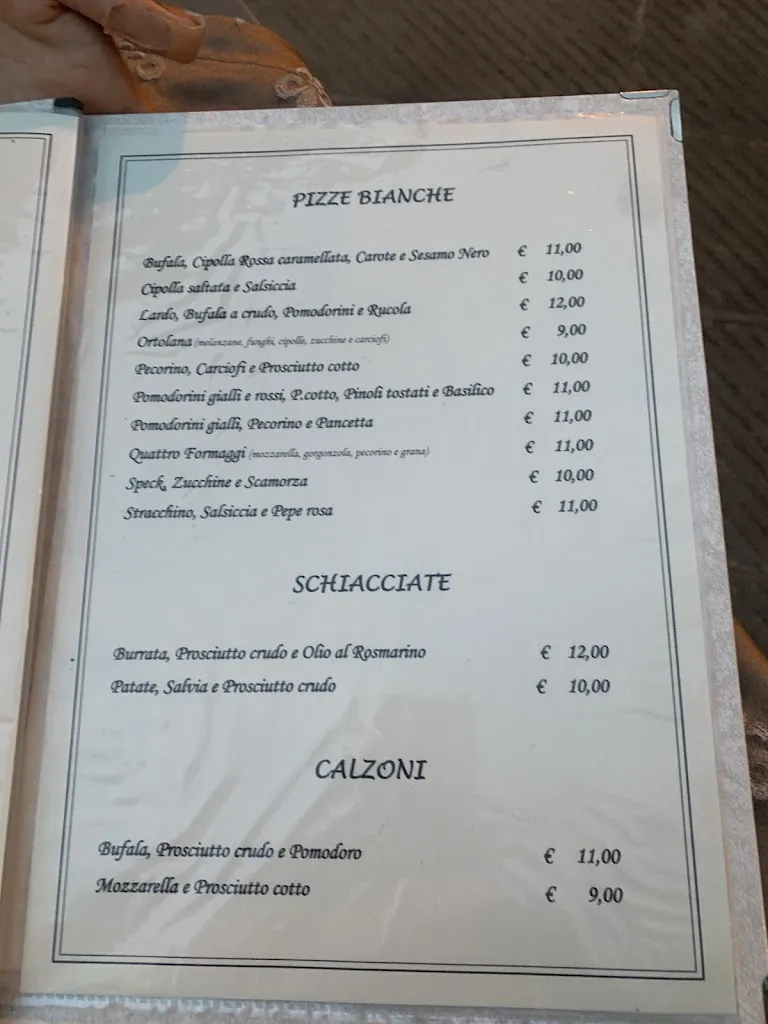 PIZZE BIANCHE
Bufala, Cipolla Rossa caramellata, Carote e Sesamo Nero € 11,00
Cipolla saltata e Salsiccia € 10,00
Lardo, Bufala a crudo, Pomodorini e Rucola € 12,00
Ortolana (melanzane, funghi, cipolle, zucchine e carciofi) € 9,00
Pecorino, Carciofi e Prosciutto cotto € 10,00
Pomodorini gialli e rossi, P.cotto, Pinoli tostati e Basilico € 11,00
Pomodorini gialli, Pecorino e Pancetta € 11,00
Quattro Formaggi (mozzarella, gorgonzola, pecorino e grana) € 11,00
Speck, Zucchine e Scamorza € 10,00
Stracchino, Salsiccia e Pepe rosa € 11,00
SCHIACCIATE
Burrata, Prosciutto crudo e Olio al Rosmarino € 12,00
Patate, Salvia e Prosciutto crudo € 10,00
CALZONI
Bufala, Prosciutto crudo e Pomodoro € 11,00
Mozzarella e Prosciutto cotto € 9,00